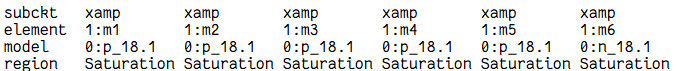 subckt xamp xamp xamp xamp xamp xamp
element 1:m1 1:m2 1:m3 1:m4 1:m5 1:m6
model 0:p_18.1 0:p_18.1 0:p_18.1 0:p_18.1 0:p_18.1 0:n_18.1
region Saturation Saturation Saturation Saturation Saturation Saturation